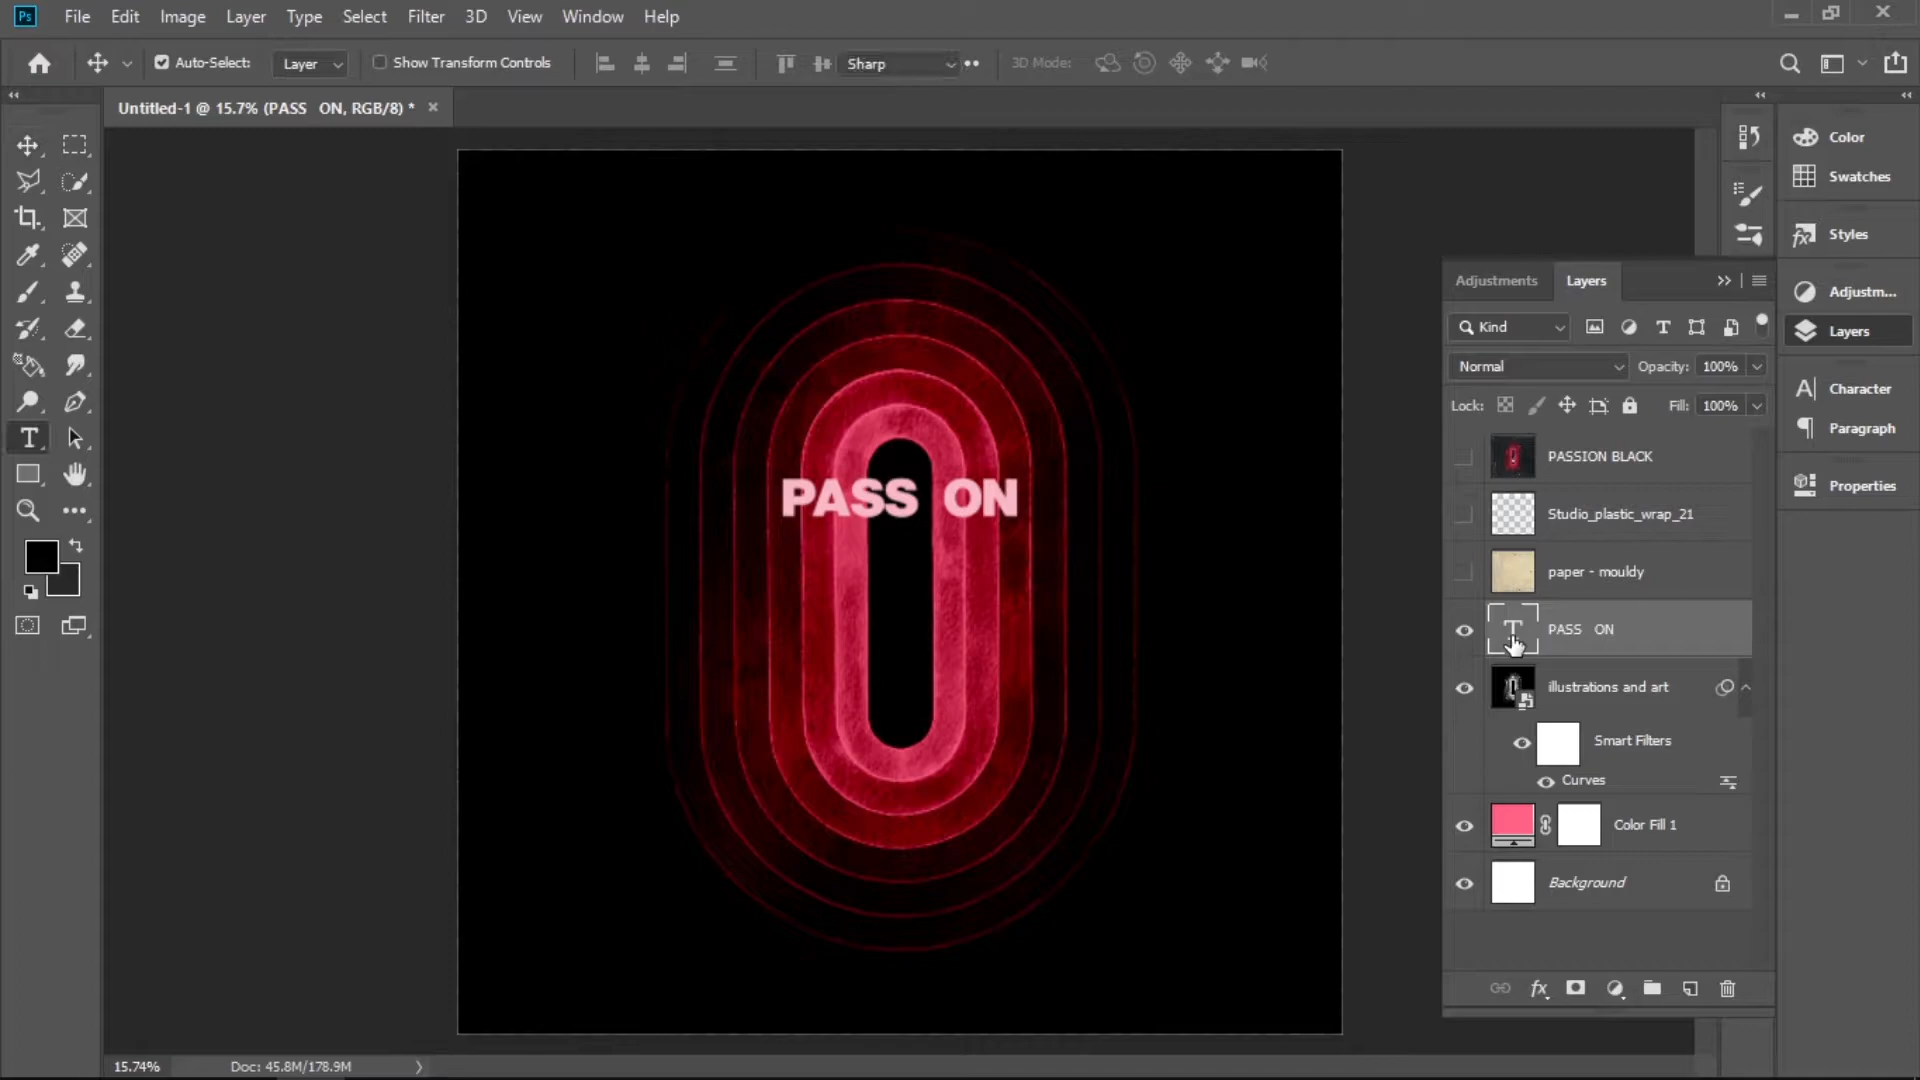 Ps File Edit Image Layer Type Select Filter 3D View Window Help
Auto-Select: Layer Show Transform Controls Sharp 3D Mode:
Untitled-1 @ 15.7% (PASS ON, RGB/8) *
Color
Swatches
Styles
Adjustm...
Layers
Character
Paragraph
Properties
Adjustments Layers
Kind
Normal Opacity: 100%
Lock: Fill: 100%
PASSION BLACK
Studio_plastic_wrap_21
paper - mouldy
PASS ON
illustrations and art
Smart Filters
Curves
Color Fill 1
Background
PASS ON
15.74% Doc: 45.8M/178.9M